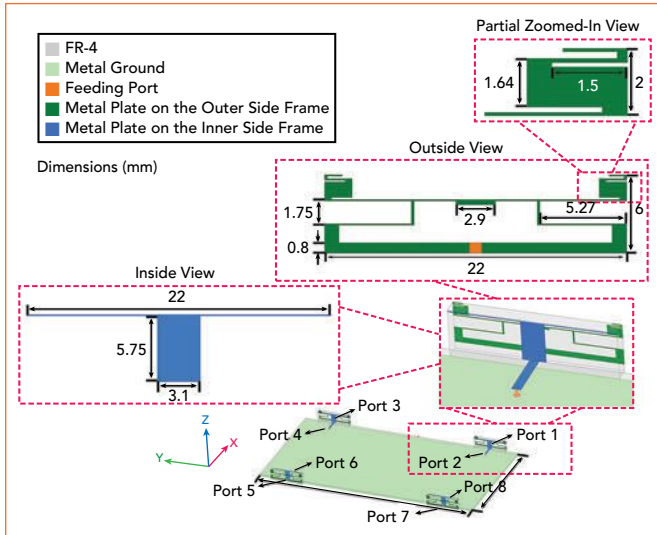 Partial Zoomed-In View
FR-4
Metal Ground
Feeding Port
Metal Plate on the Outer Side Frame
Metal Plate on the Inner Side Frame
1.64
1.5
2
Dimensions (mm)
Outside View
1.75
2.9
5.27
6
0.8
22
Inside View
22
5.75
3.1
Z
X
Y
Port 3
Port 4
Port 1
Port 2
Port 6
Port 5
Port 8
Port 7